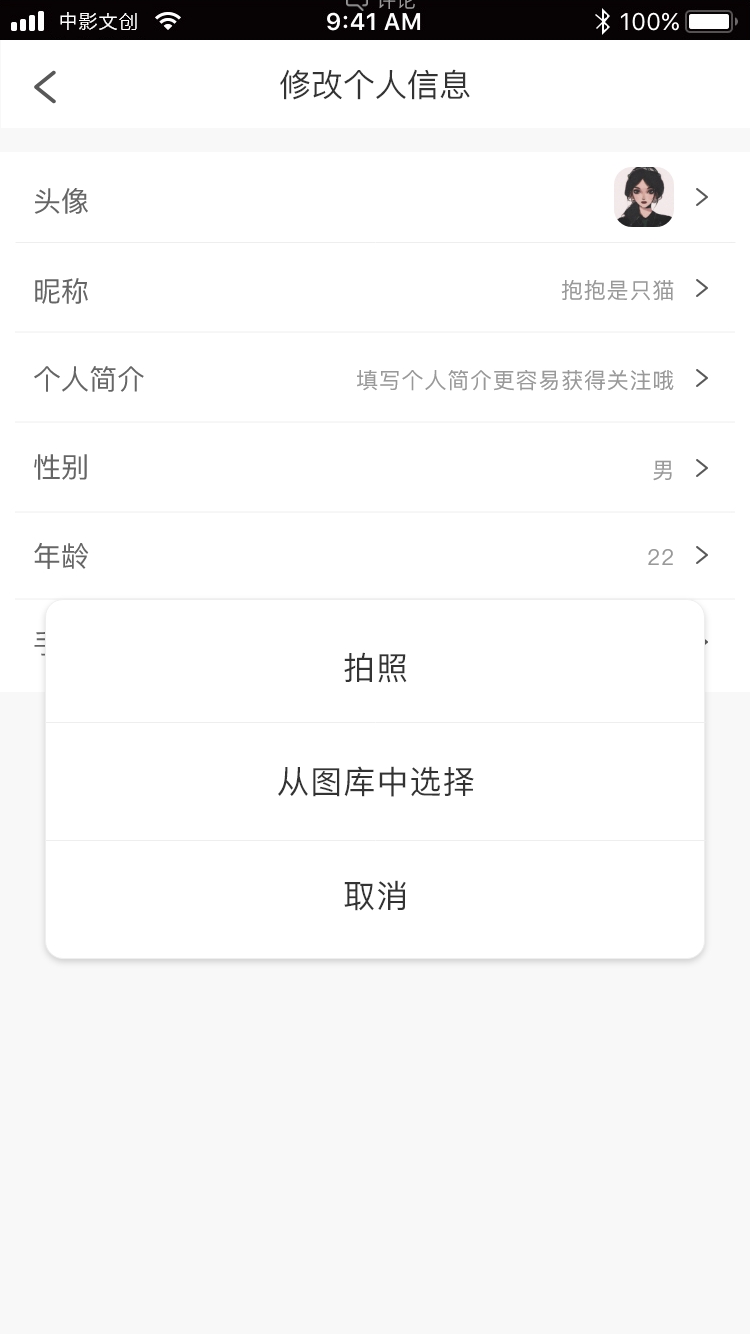 评论
中影文创 9:41 AM 100%
修改个人信息
头像
昵称 抱抱是只猫
个人简介 填写个人简介更容易获得关注哦
性别 男
年龄 22
拍照
从图库中选择
取消